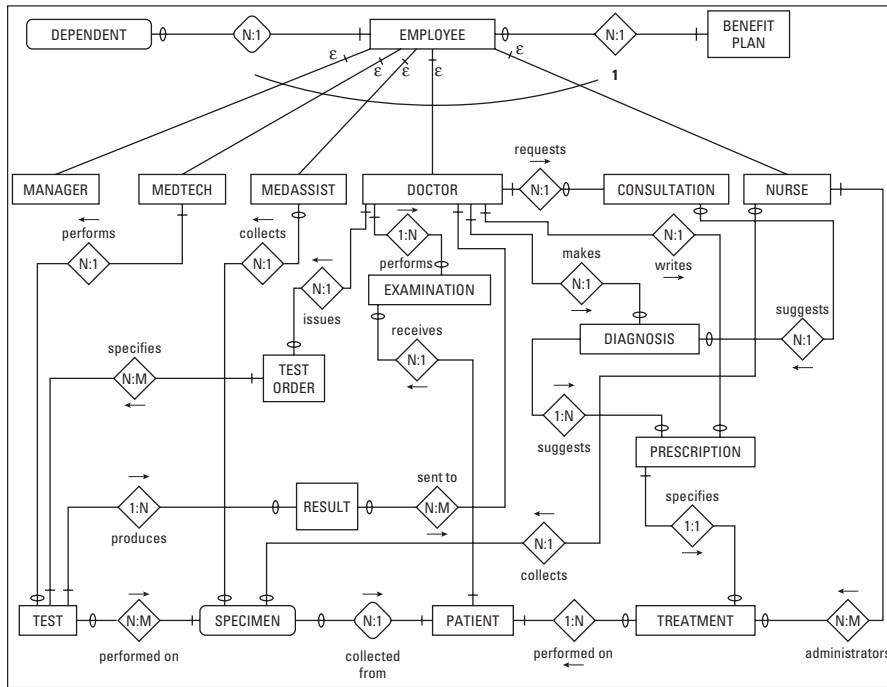 DEPENDENT
N:1
EMPLOYEE
N:1
BENEFIT
PLAN
ε
ε
ε
ε
ε
1
requests
MANAGER
MEDTECH
MEDASSIST
DOCTOR
N:1
CONSULTATION
NURSE
performs
N:1
collects
N:1
1:N
performs
N:1
writes
makes
N:1
N:1
issues
EXAMINATION
receives
N:1
suggests
N:1
DIAGNOSIS
specifies
N:M
TEST
ORDER
1:N
suggests
PRESCRIPTION
specifies
1:1
1:N
produces
RESULT
sent to
N:M
N:1
collects
TEST
N:M
performed on
SPECIMEN
N:1
collected
from
PATIENT
1:N
performed on
TREATMENT
N:M
administrators